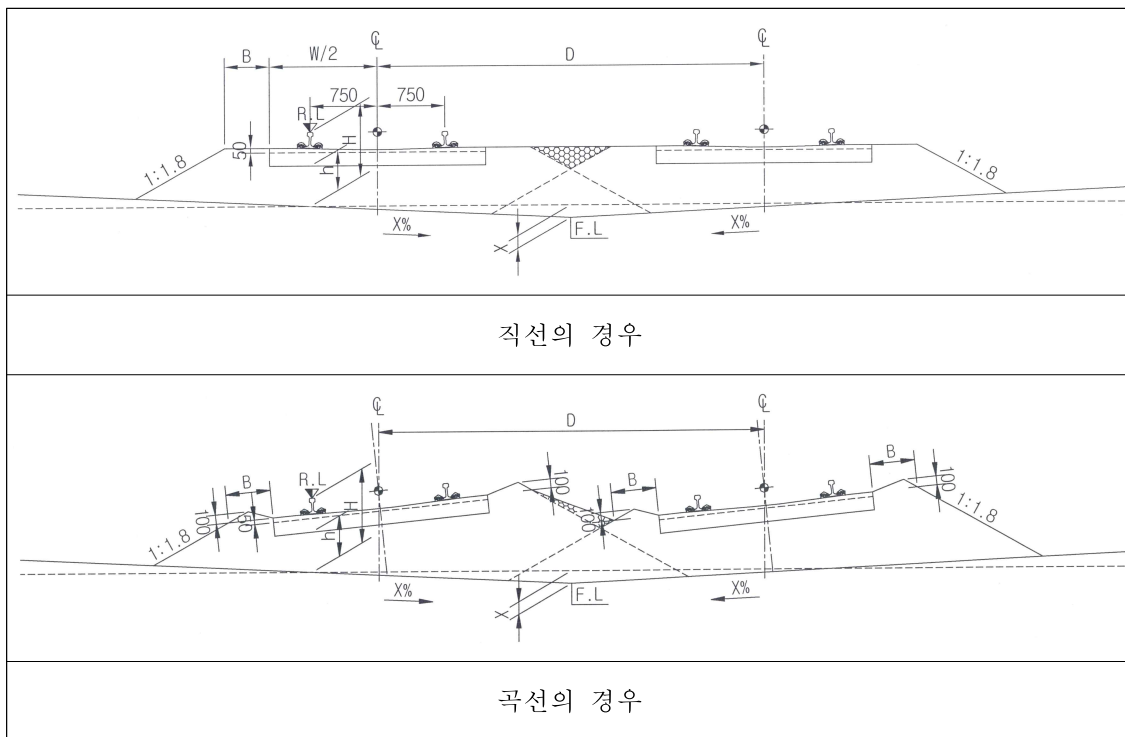 ℄ ℄
B W/2 D
750 750
R.L
H
50
h
1:1.8 1:1.8
X% X%
X
F.L
직선의 경우
℄ ℄
D
B R.L B B
100 100
H
100 50 100
h
1:1.8 1:1.8
X% X%
X
F.L
곡선의 경우